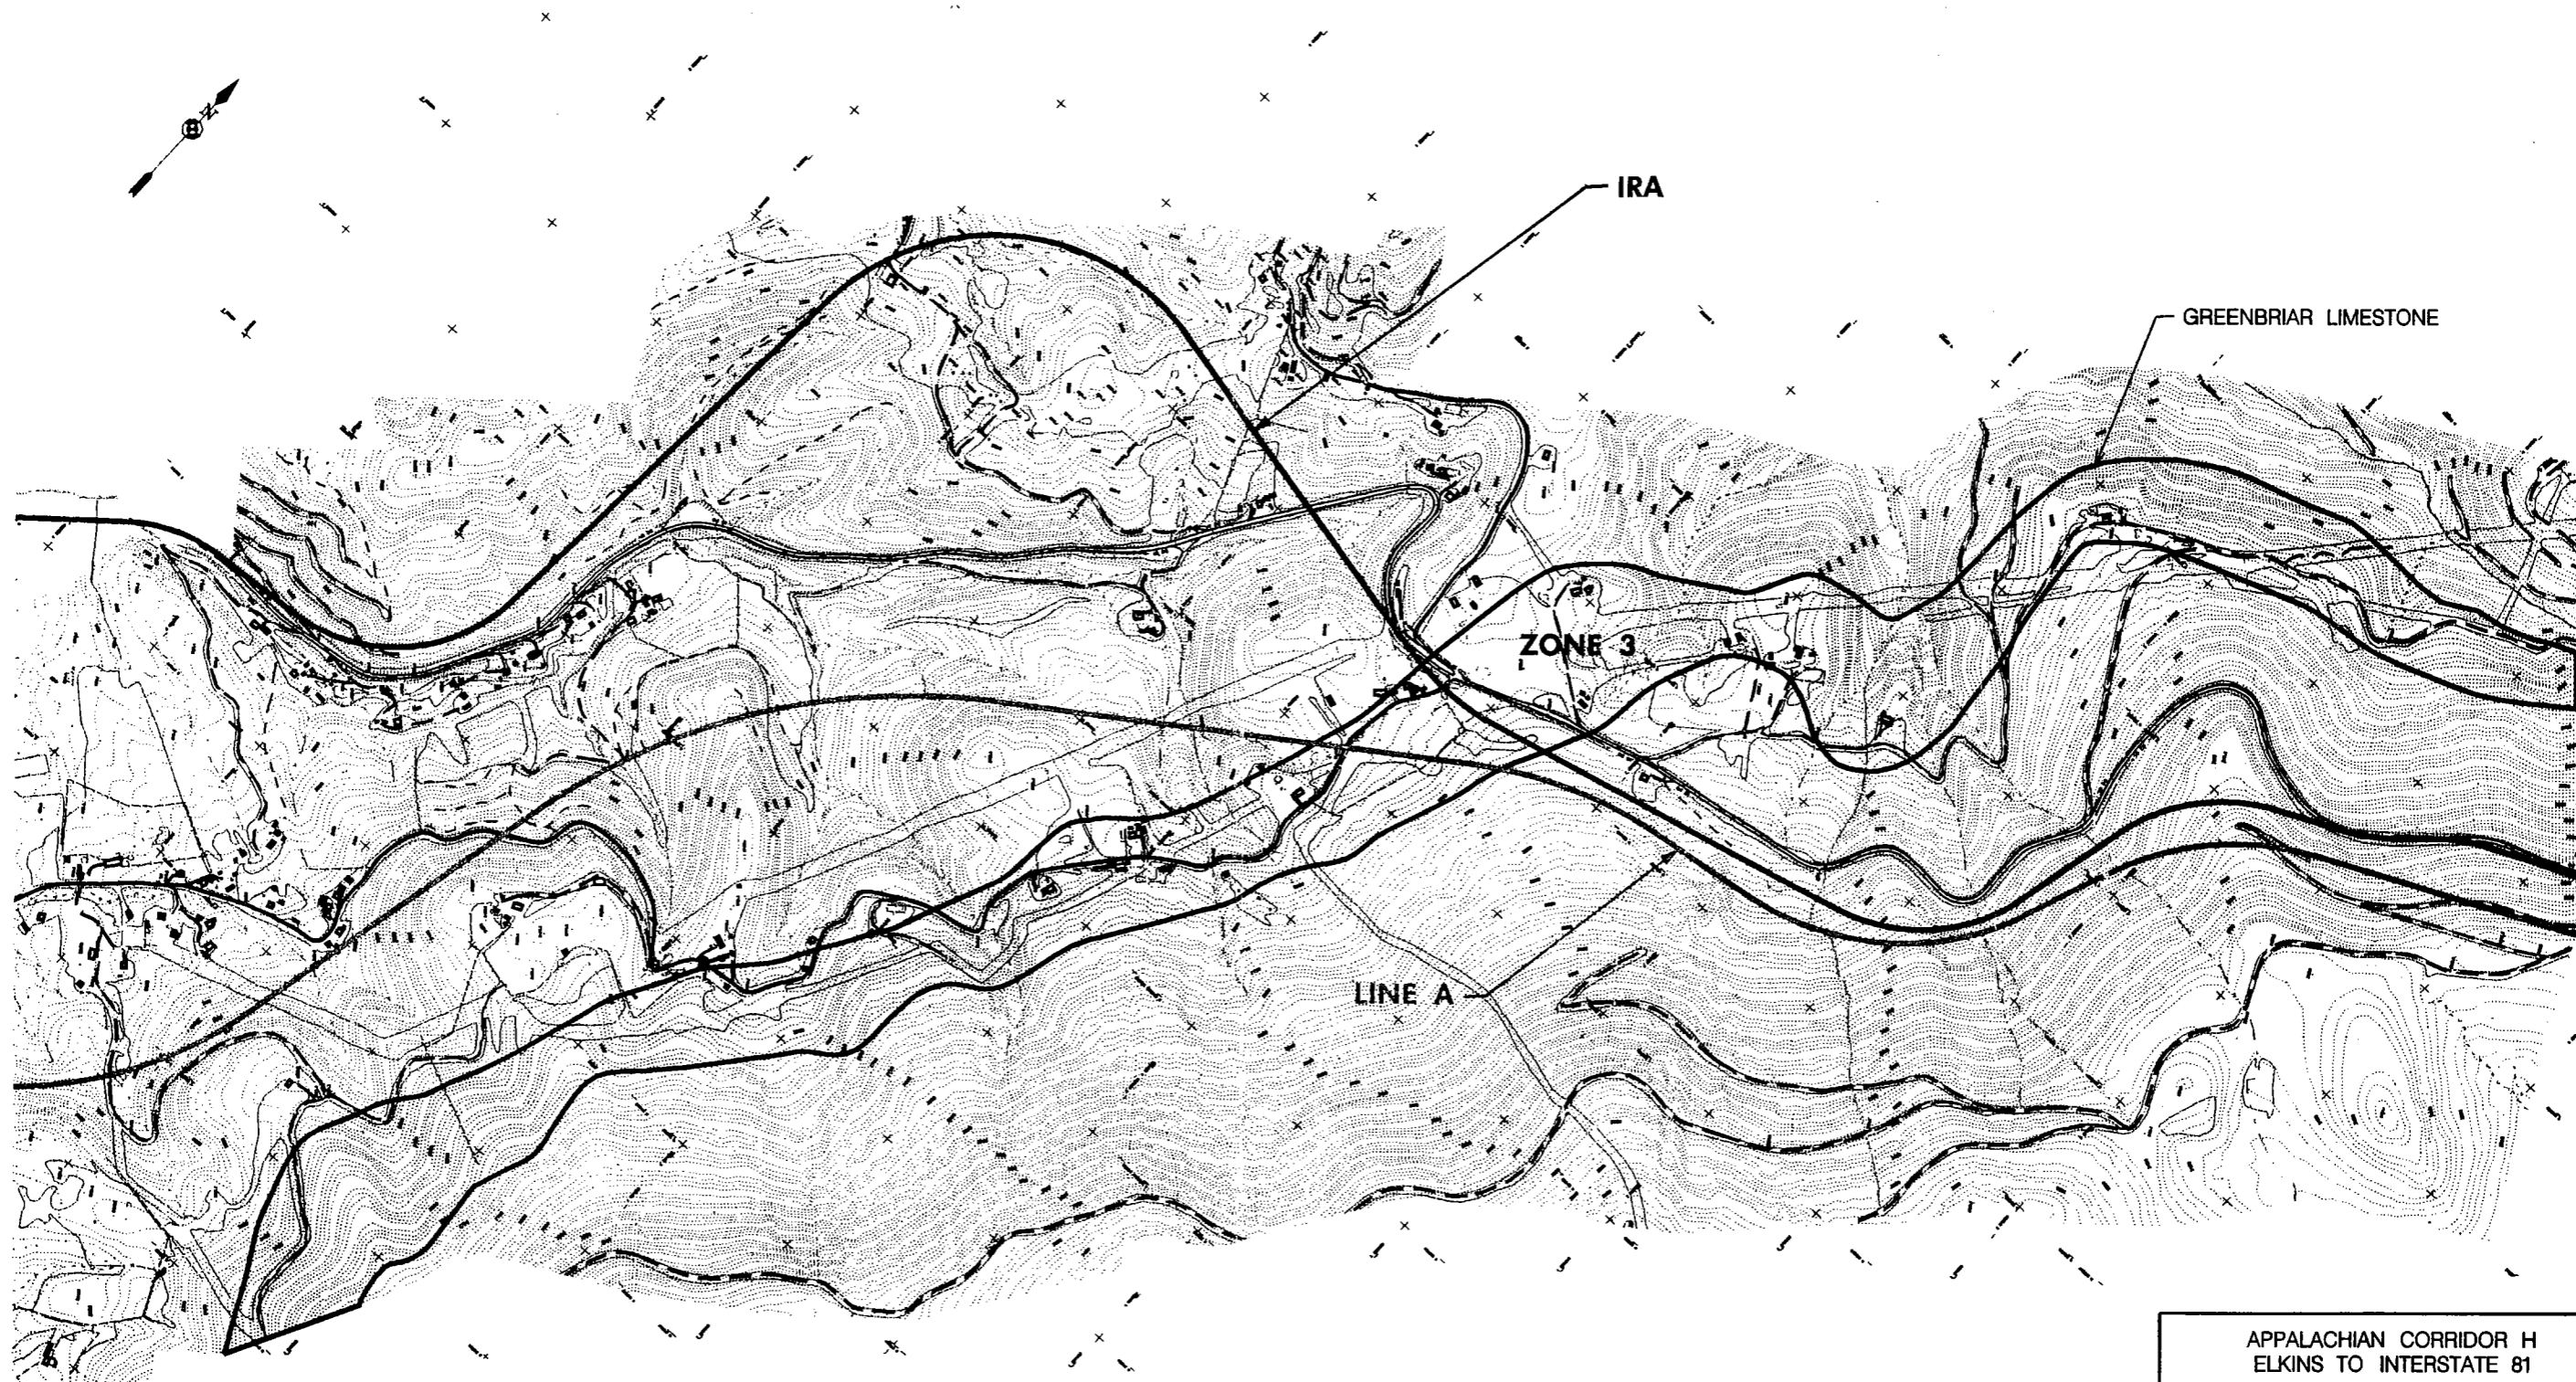 N
IRA
GREENBRIAR LIMESTONE
ZONE 3
LINE A
APPALACHIAN CORRIDOR H
ELKINS TO INTERSTATE 81